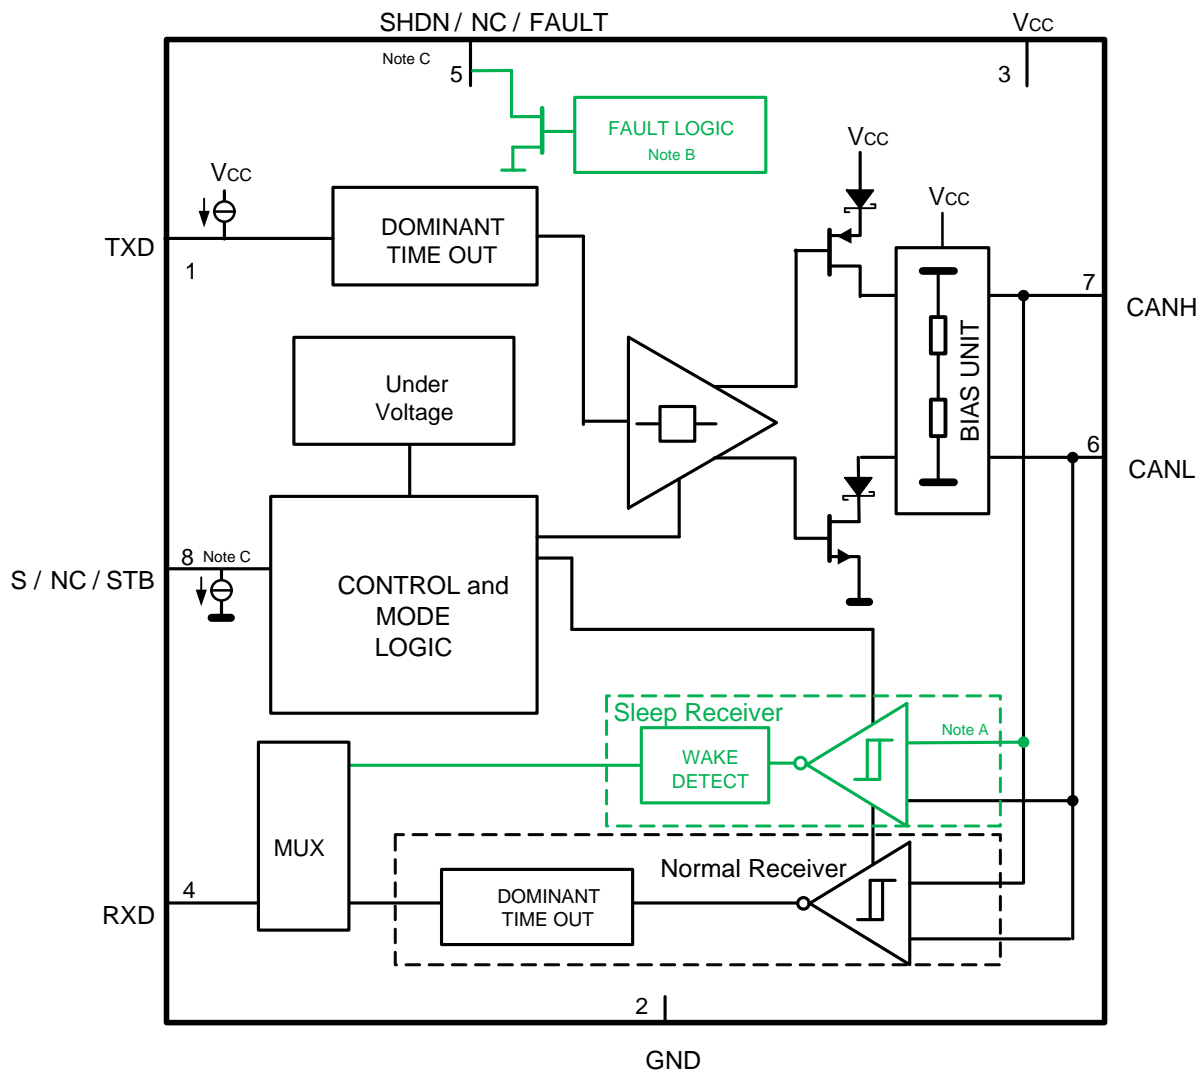 SHDN / NC / FAULT
VCC
Note C
5
3
FAULT LOGIC
Note B
VCC
VCC
VCC
DOMINANT
TIME OUT
TXD
1
7
CANH
BIAS UNIT
Under
Voltage
6
CANL
8
Note C
S / NC / STB
CONTROL and
MODE
LOGIC
Sleep Receiver
Note A
WAKE
DETECT
MUX
Normal Receiver
4
RXD
DOMINANT
TIME OUT
2
GND